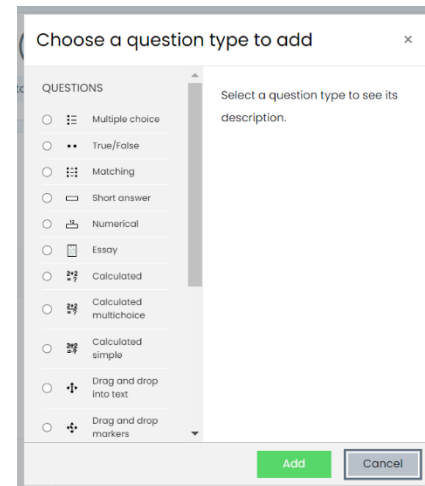 Choose a question type to add ×
QUESTIONS
Multiple choice
True/False
Matching
Short answer
Numerical
Essay
Calculated
Calculated
multichoice
Calculated
simple
Drag and drop
into text
Drag and drop
markers
Select a question type to see its
description.
Add
Cancel